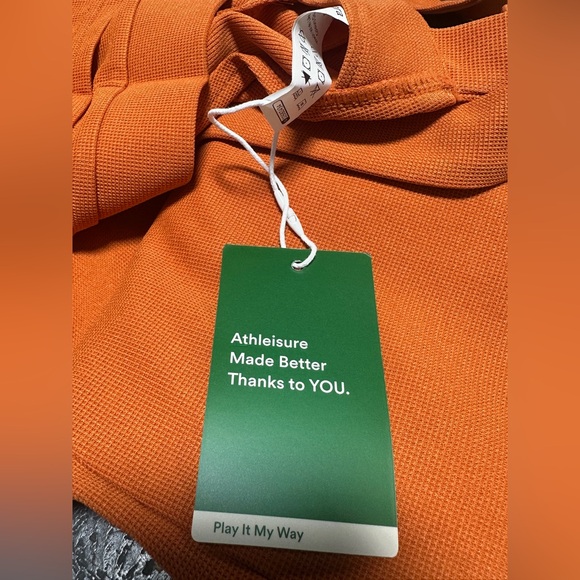 Athleisure
Made Better
Thanks to YOU.
Play It My Way